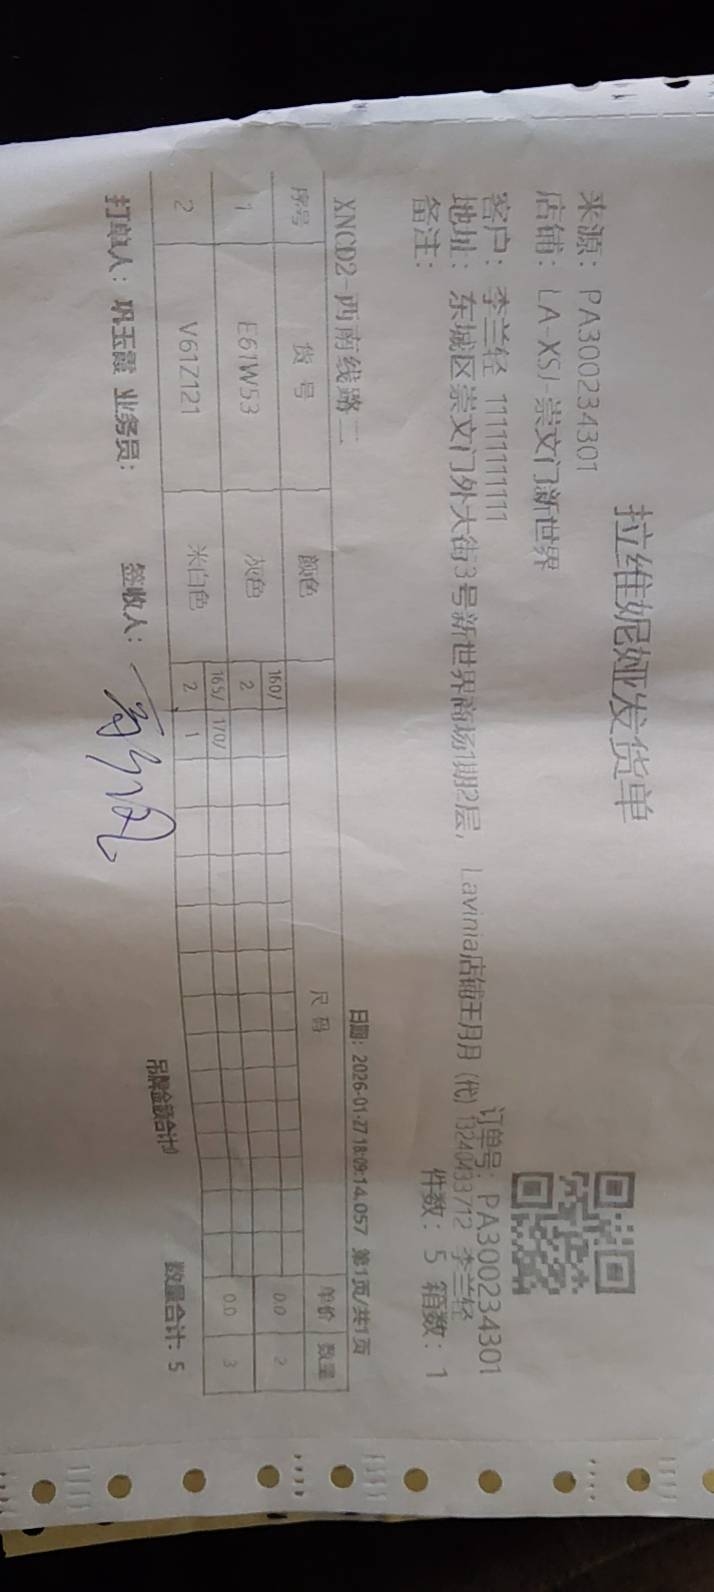 拉维妮娅发货单
来源：PA300234301
店铺：LA-XS/-崇文门新世界
订单号：PA300234301
客户：李兰轻 11111111111
地址：东城区崇文门外大街3号新世界商场1期2层，Lavinia店铺王月月（代）13240433712 李兰轻
备注：
件数：5 箱数：1
XNCD2-西南线路二
日期：2026-01-27 18:09:14.057 第1页/共1页
序号 货号 颜色 尺码 单价 数量
160/
1 E61W53 灰色 2 0.0 2
165/ 170/
2 V61Z121 米白色 2 1 0.0 3
吊牌金额合计:0 数量合计: 5
打单人：巩玉霞 业务员： 签收人：